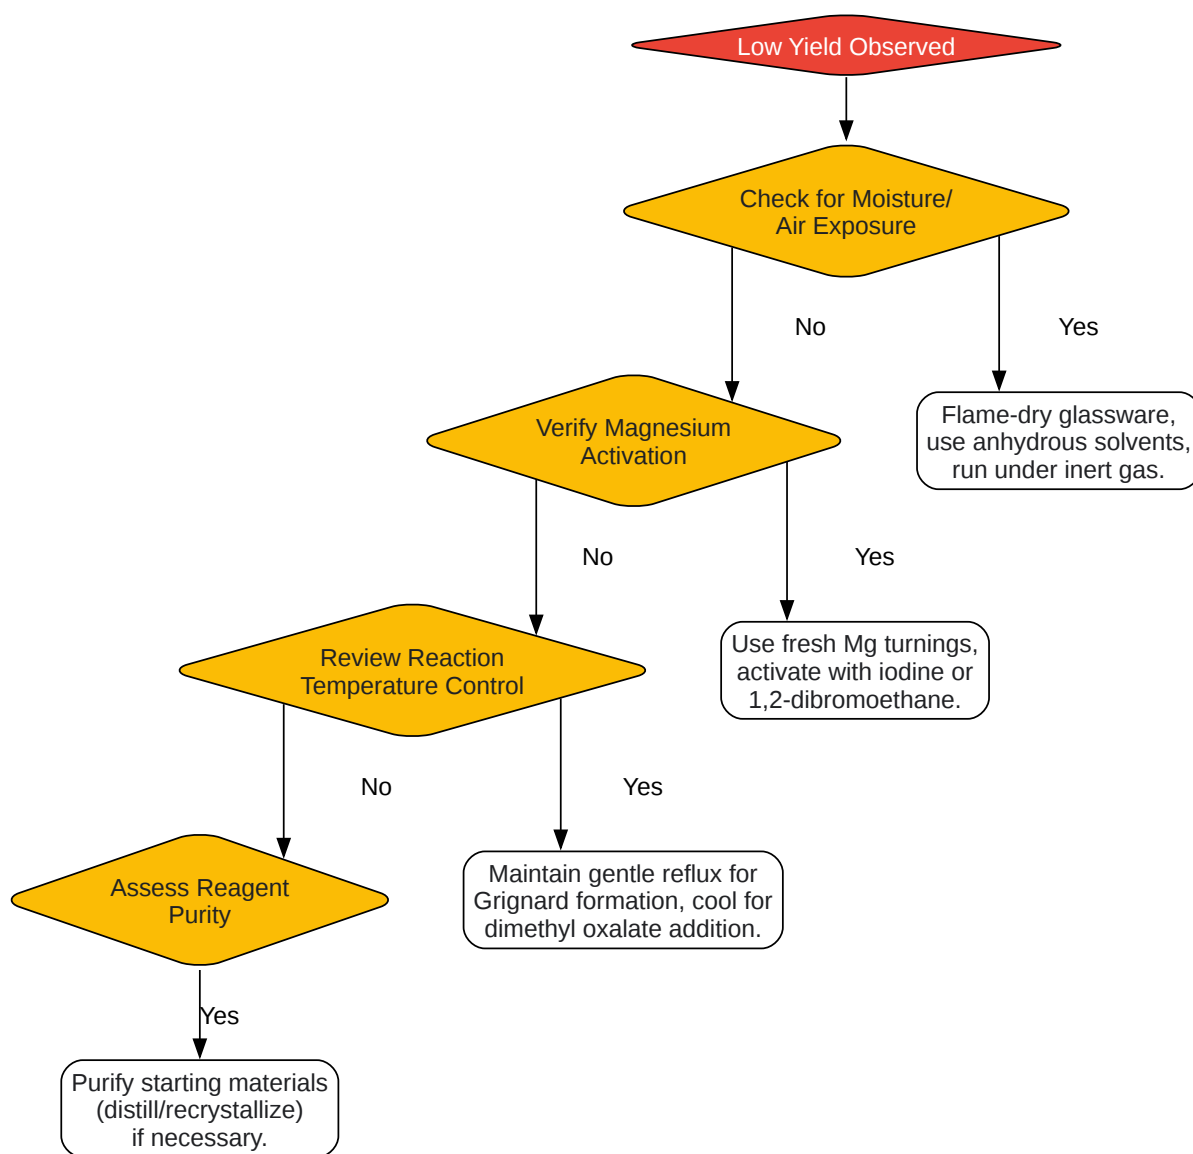 Low Yield Observed
Check for Moisture/
Air Exposure
No
Yes
Flame-dry glassware,
use anhydrous solvents,
run under inert gas.
Verify Magnesium
Activation
No
Yes
Use fresh Mg turnings,
activate with iodine or
1,2-dibromoethane.
Review Reaction
Temperature Control
No
Yes
Maintain gentle reflux for
Grignard formation, cool for
dimethyl oxalate addition.
Assess Reagent
Purity
Yes
Purify starting materials
(distill/recrystallize)
if necessary.